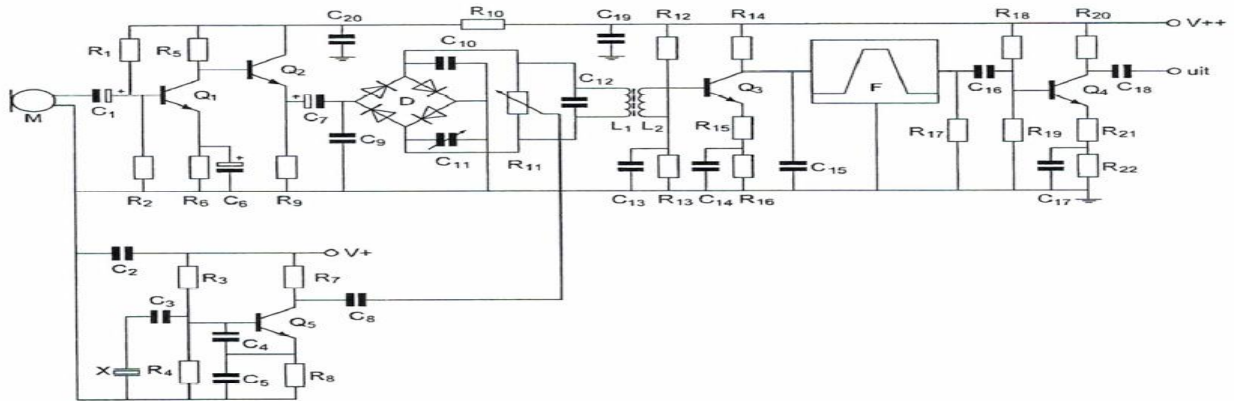 C20 R10 C19 R12 R14 R18 R20 V++
R1 R5 C10
Q2 C12 uit
Q1 D Q3 F C16 Q4 C18
M C1 C7
C9 L1 L2 R15 R17 R19 R21
C11 R11 C15 R22
R2 R6 C6 R9 C13 R13 C14 R16 C17
V+
C2 R3 R7
C3 Q5 C8
C4
X R4 C5 R8